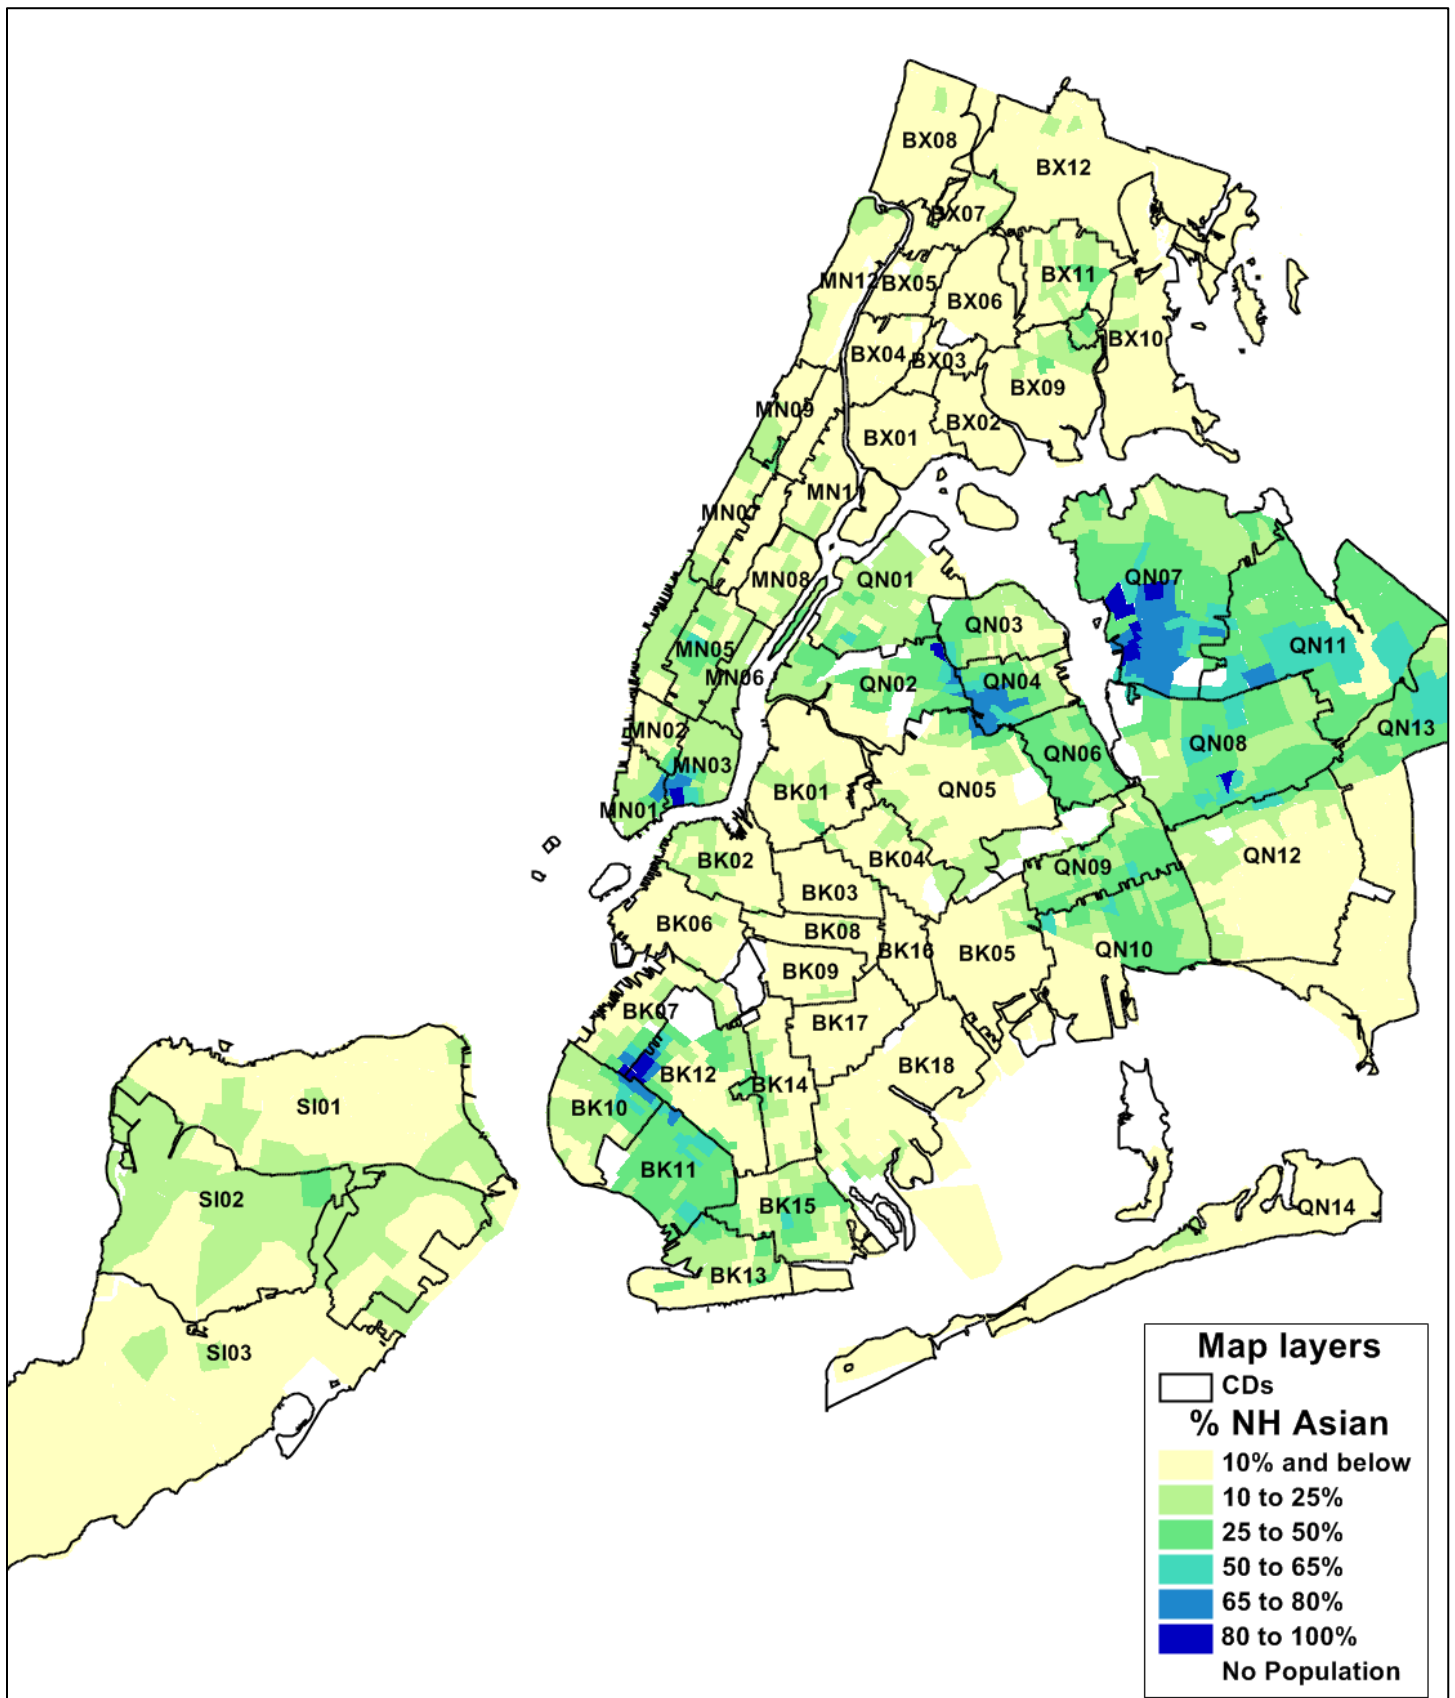 BX08
BX12
BX07
MN12
BX05
BX11
BX06
BX10
BX04
BX03
BX09
MN09
BX02
BX01
MN11
MN07
QN07
MN08
QN01
QN03
QN11
MN05
MN06
QN02
QN04
QN13
MN02
QN08
QN06
MN03
QN05
BK01
MN01
QN12
BK02
BK04
QN09
BK03
BK06
BK08
BK16
QN10
BK05
BK09
BK07
BK17
BK18
BK12
BK14
SI01
BK10
BK11
SI02
BK15
QN14
BK13
SI03
Map layers
CDs
% NH Asian
10% and below
10 to 25%
25 to 50%
50 to 65%
65 to 80%
80 to 100%
No Population